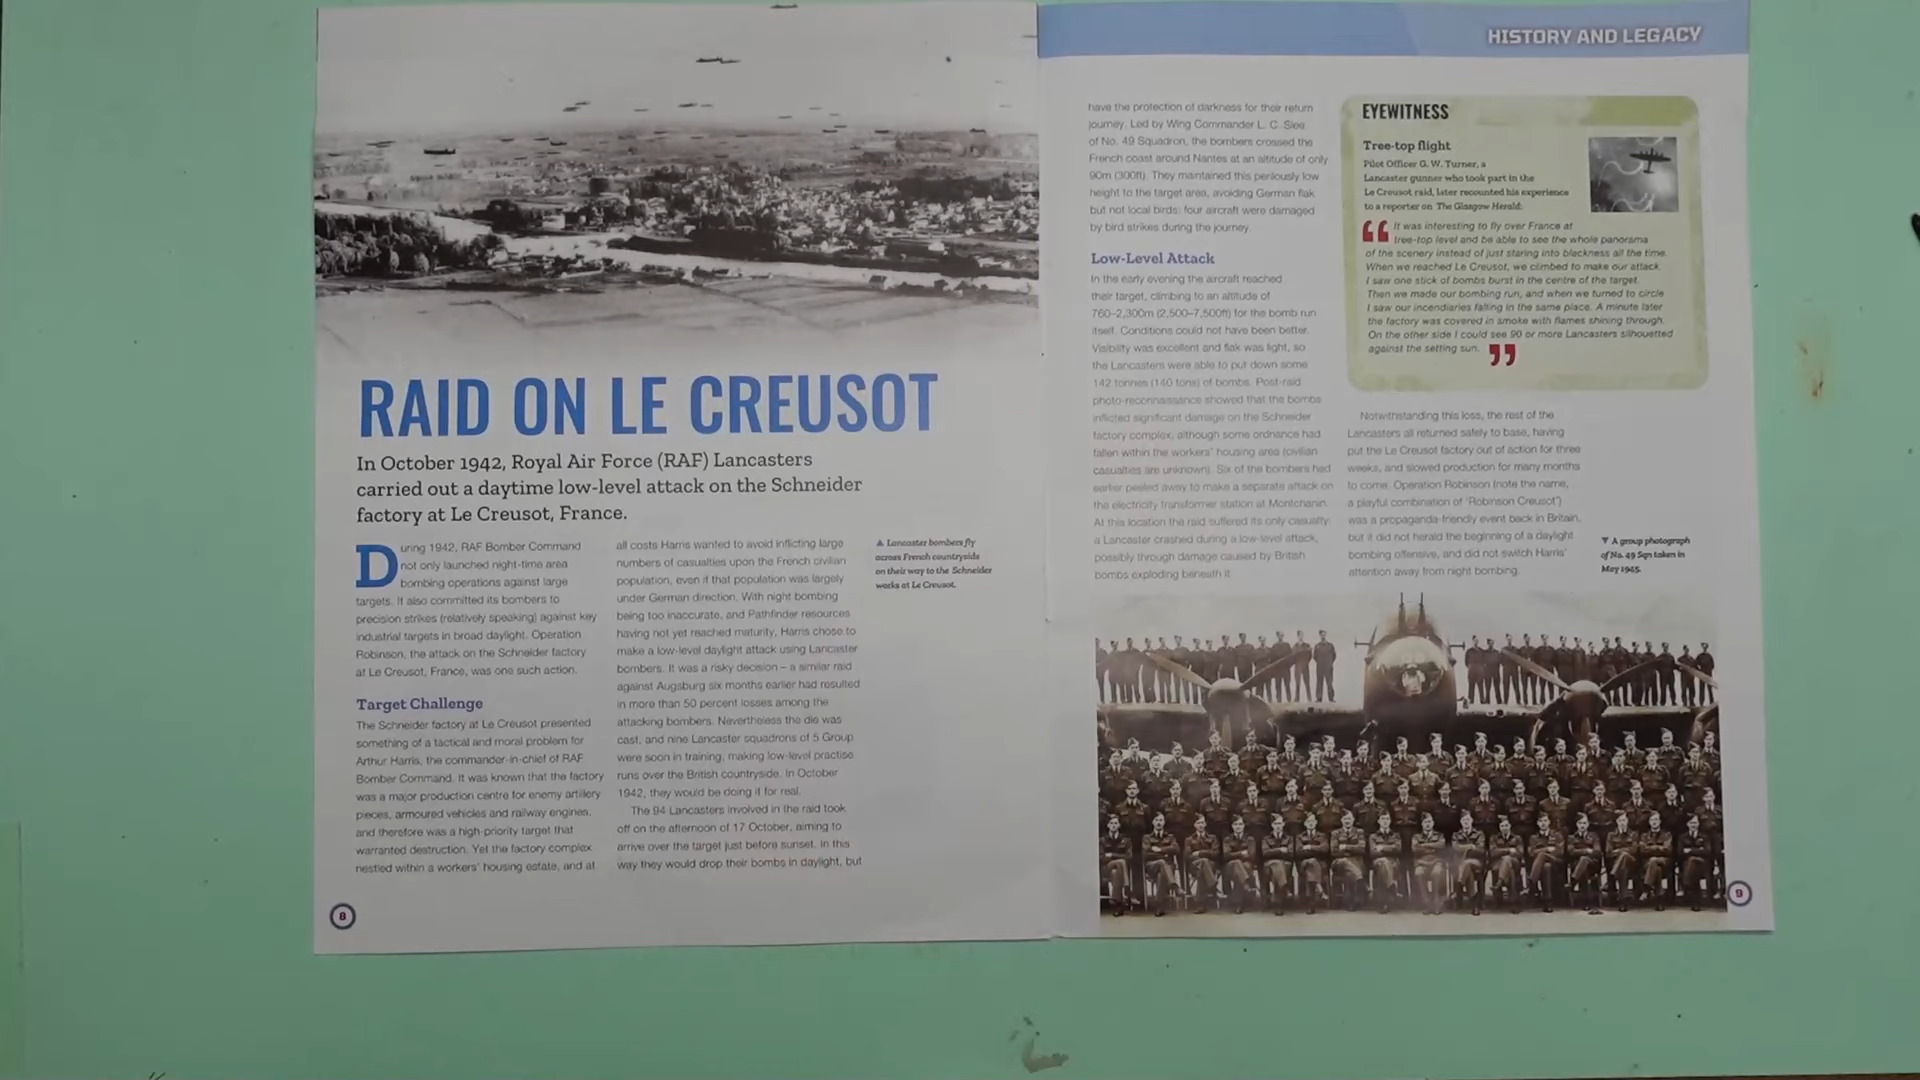 RAID ON LE CREUSOT
In October 1942, Royal Air Force (RAF) Lancasters
carried out a daytime low-level attack on the Schneider
factory at Le Creusot, France.
During 1942, RAF Bomber Command
not only launched night-time area
bombing operations against large
targets. It also committed its bombers to
precision strikes (relatively speaking) against key
industrial targets in broad daylight. Operation
Robinson, the attack on the Schneider factory
at Le Creusot, France, was one such action.
Target Challenge
The Schneider factory at Le Creusot presented
something of a tactical and moral problem for
Arthur Harris, the commander-in-chief of RAF
Bomber Command. It was known that the factory
was a major production centre for enemy artillery
pieces, armoured vehicles and railway engines,
and therefore was a high-priority target that
warranted destruction. Yet the factory complex
nestled within a workers' housing estate, and at
all costs Harris wanted to avoid inflicting large
numbers of casualties upon the French civilian
population, even if that population was largely
under German direction. With night bombing
being too inaccurate, and Pathfinder resources
having not yet reached maturity, Harris chose to
make a low-level daylight attack using Lancaster
bombers. It was a risky decision – a similar raid
against Augsburg six months earlier had resulted
in more than 50 percent losses among the
attacking bombers. Nevertheless the die was
cast, and nine Lancaster squadrons of 5 Group
were soon in training, making low-level practise
runs over the British countryside. In October
1942, they would be doing it for real.
The 94 Lancasters involved in the raid took
off on the afternoon of 17 October, aiming to
arrive over the target just before sunset. In this
way they would drop their bombs in daylight, but
▲ Lancaster bombers fly
across French countryside
on their way to the Schneider
works at Le Creusot.
8
HISTORY AND LEGACY
have the protection of darkness for their return
journey. Led by Wing Commander L. C. Slee
of No. 49 Squadron, the bombers crossed the
French coast around Nantes at an altitude of only
90m (300ft). They maintained this perilously low
height to the target area, avoiding German flak
but not local birds: four aircraft were damaged
by bird strikes during the journey.
Low-Level Attack
In the early evening the aircraft reached
their target, climbing to an altitude of
760–2,300m (2,500–7,500ft) for the bomb run
itself. Conditions could not have been better.
Visibility was excellent and flak was light, so
the Lancasters were able to put down some
142 tonnes (140 tons) of bombs. Post-raid
photo-reconnaissance showed that the bombs
inflicted significant damage on the Schneider
factory complex, although some ordnance had
fallen within the workers' housing area (civilian
casualties are unknown). Six of the bombers had
earlier peeled away to make a separate attack on
the electricity transformer station at Montchanin.
At this location the raid suffered its only casualty:
a Lancaster crashed during a low-level attack,
possibly through damage caused by British
bombs exploding beneath it.
EYEWITNESS
Tree-top flight
Pilot Officer G. W. Turner, a
Lancaster gunner who took part in the
Le Creusot raid, later recounted his experience
to a reporter on The Glasgow Herald:
“It was interesting to fly over France at
tree-top level and be able to see the whole panorama
of the scenery instead of just staring into blackness all the time.
When we reached Le Creusot, we climbed to make our attack.
I saw one stick of bombs burst in the centre of the target.
Then we made our bombing run, and when we turned to circle
I saw our incendiaries falling in the same place. A minute later
the factory was covered in smoke with flames shining through.
On the other side I could see 90 or more Lancasters silhouetted
against the setting sun.”
Notwithstanding this loss, the rest of the
Lancasters all returned safely to base, having
put the Le Creusot factory out of action for three
weeks, and slowed production for many months
to come. Operation Robinson (note the name,
a playful combination of 'Robinson Creusot')
was a propaganda-friendly event back in Britain,
but it did not herald the beginning of a daylight
bombing offensive, and did not switch Harris'
attention away from night bombing.
▼ A group photograph
of No. 49 Sqn taken in
May 1945.
9